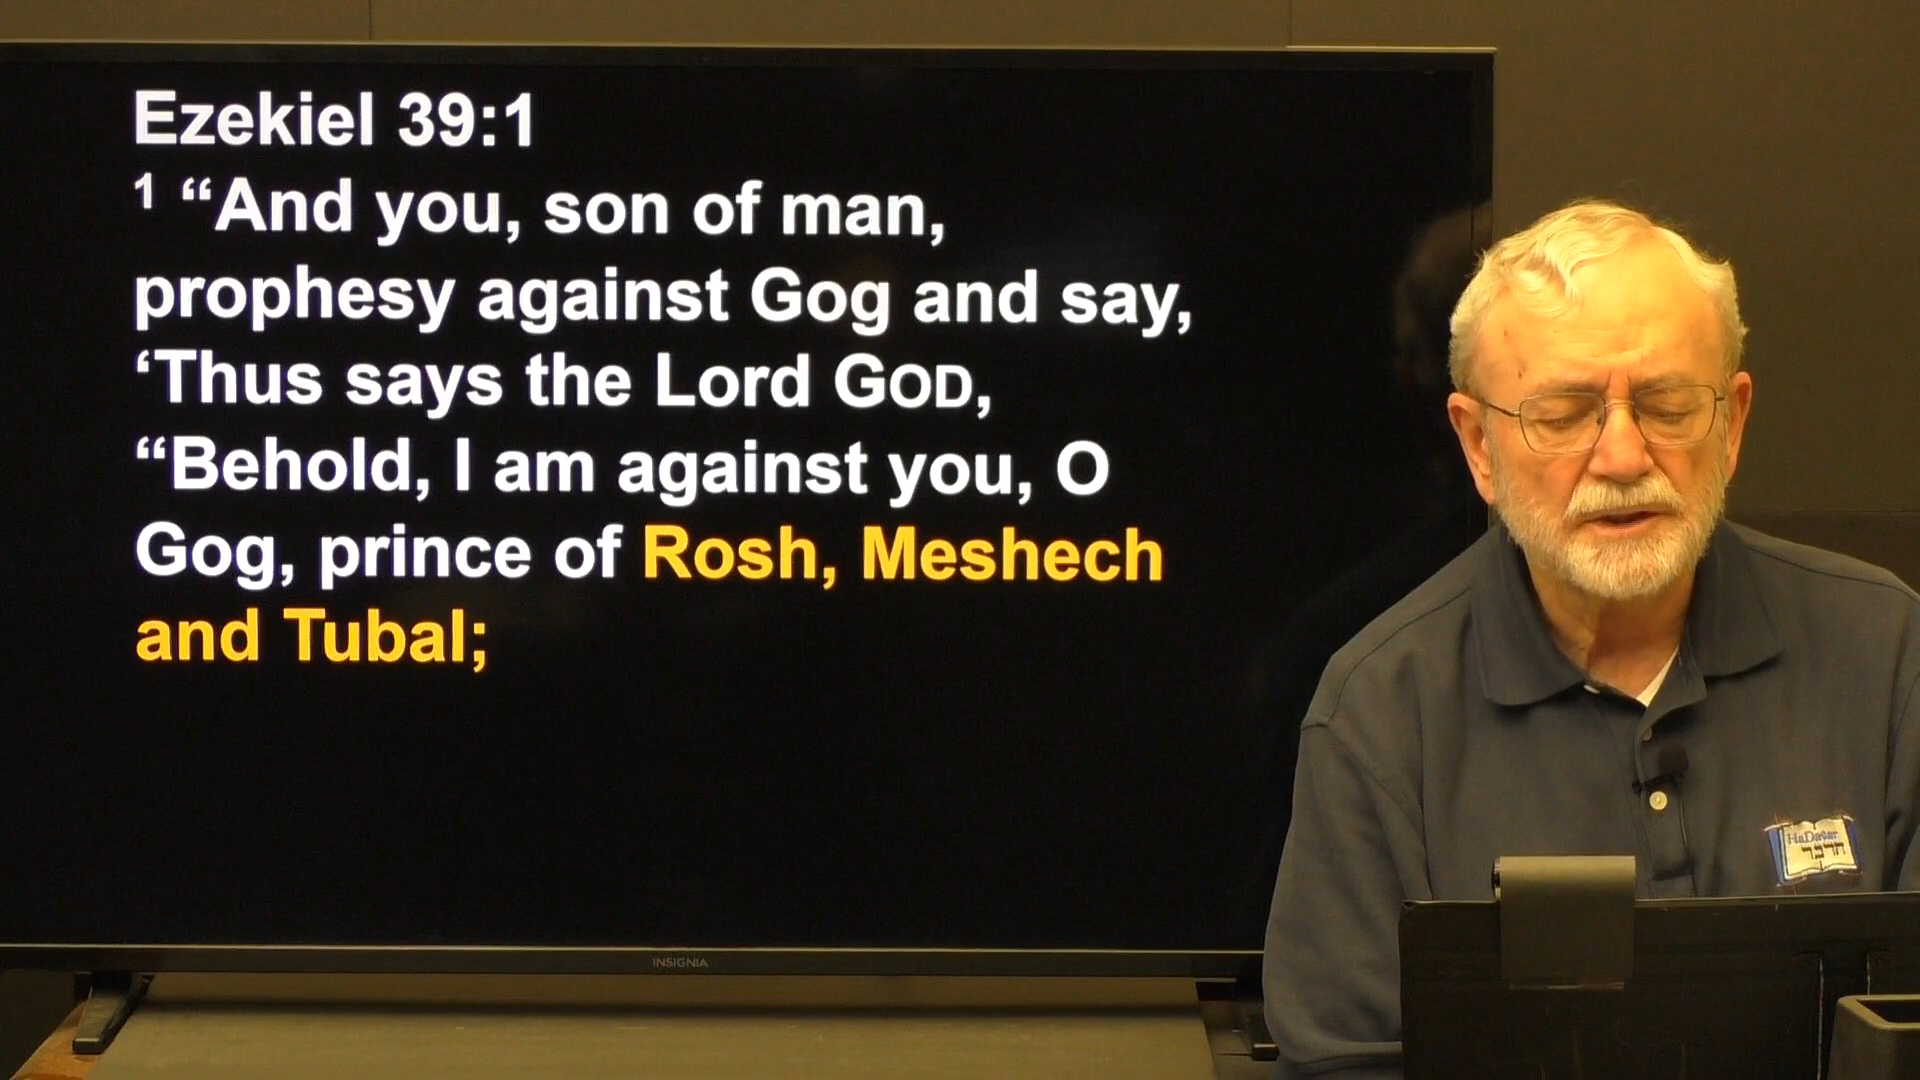 Ezekiel 39:1
1 “And you, son of man,
prophesy against Gog and say,
‘Thus says the Lord GOD,
“Behold, I am against you, O
Gog, prince of Rosh, Meshech
and Tubal;
INSIGNIA
HaDavar
הדבר